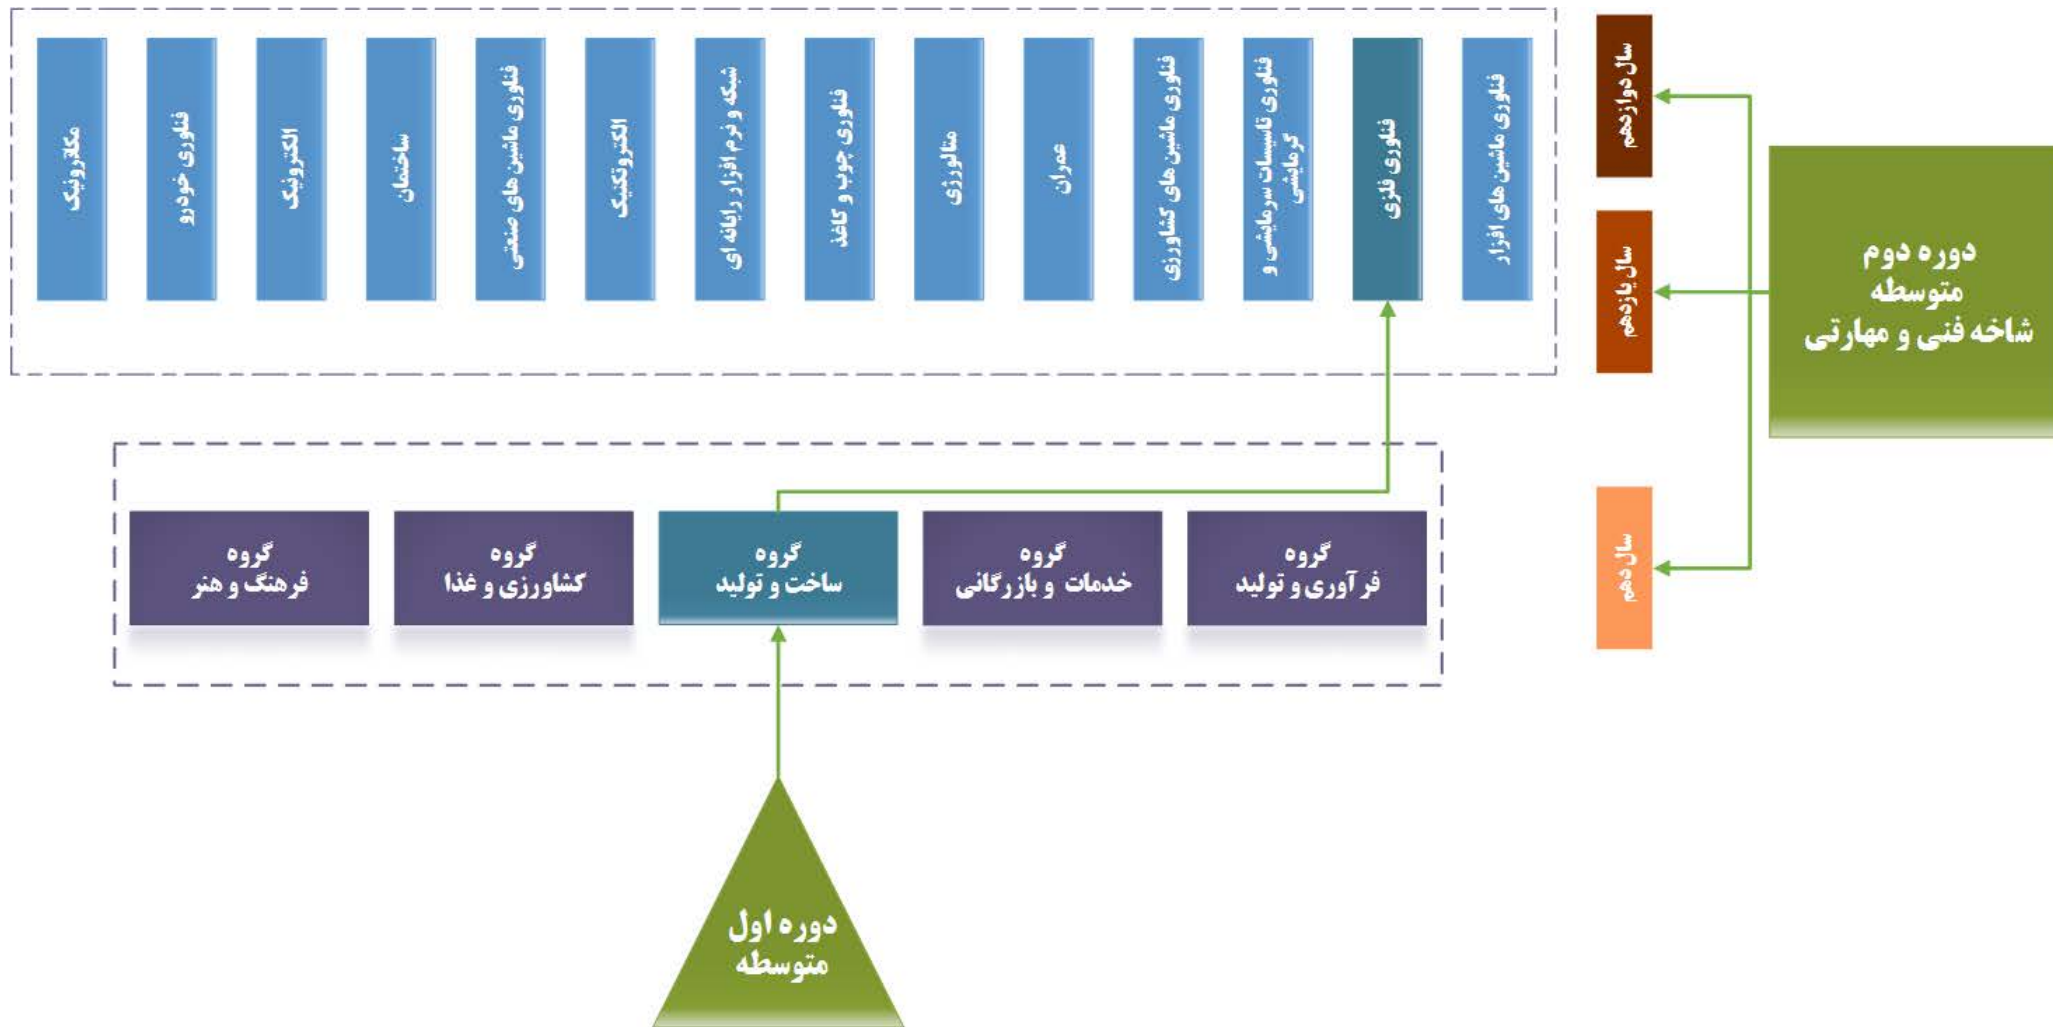 مکاترونیک
فناوری خودرو
الکترونیک
ساختمان
فناوری ماشین های صنعتی
الکتروتکنیک
شبکه و نرم افزار رایانه ای
فناوری چوب و کاغذ
متالورژی
عمران
فناوری ماشین های کشاورزی
فناوری تاسیسات سرمایشی و
گرمایشی
فناوری فلزی
فناوری ماشین های افزار
سال دوازدهم
سال یازدهم
سال دهم
دوره دوم
متوسطه
شاخه فنی و مهارتی
گروه
فرآوری و تولید
گروه
خدمات و بازرگانی
گروه
ساخت و تولید
گروه
کشاورزی و غذا
گروه
فرهنگ و هنر
دوره اول
متوسطه